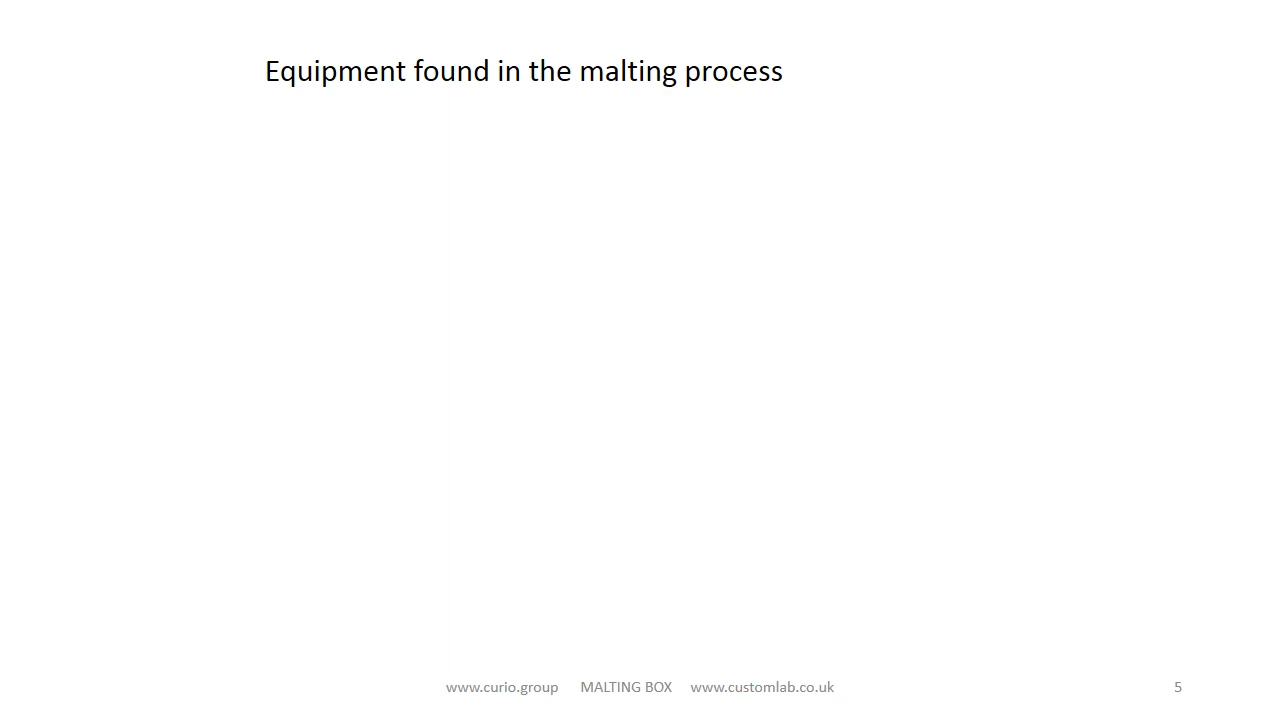 Equipment found in the malting process
www.curio.group MALTING BOX www.customlab.co.uk 5